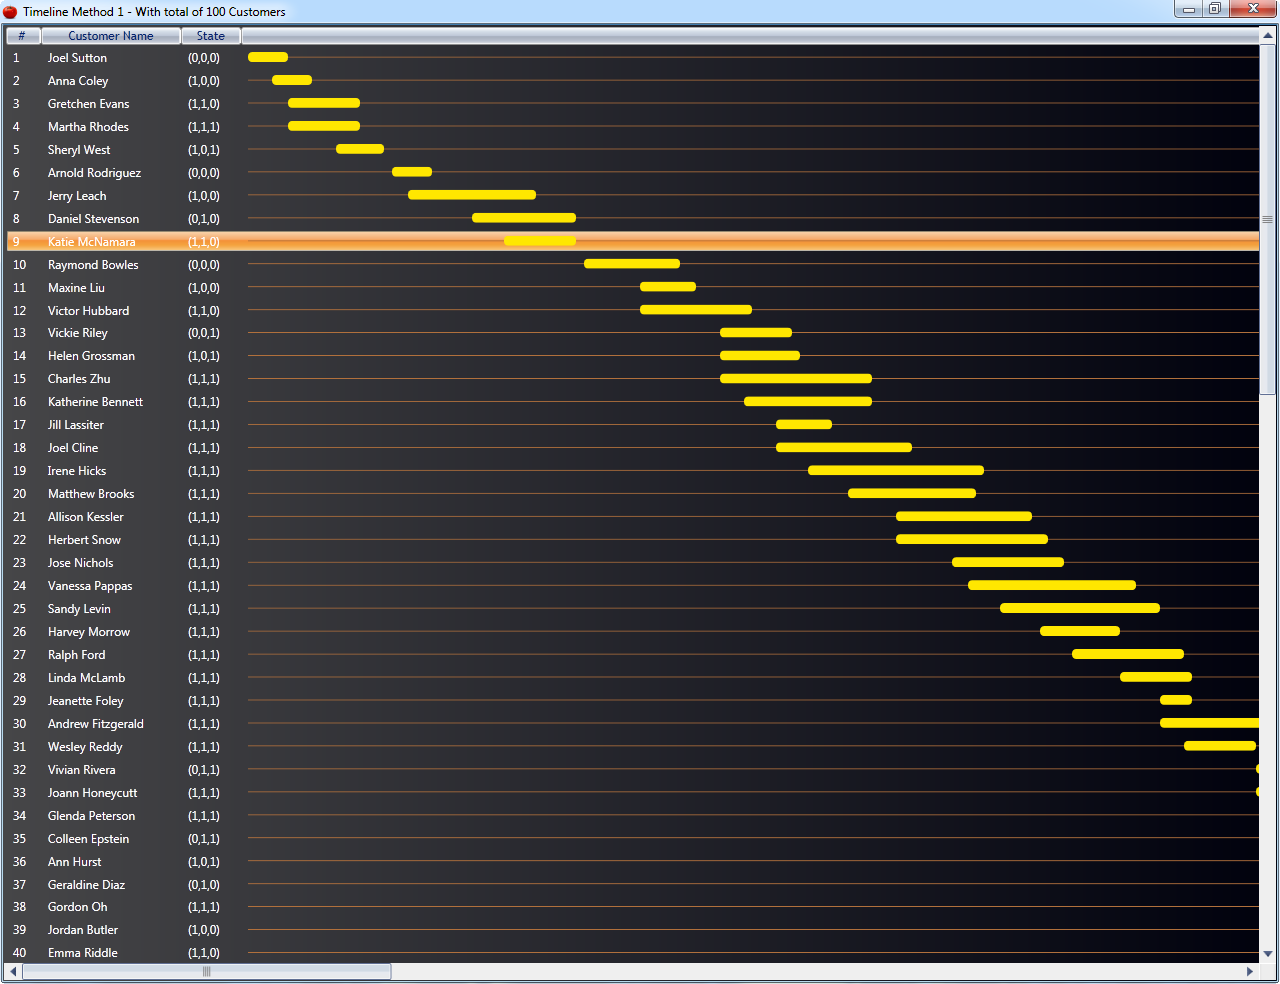 Timeline Method 1 - With total of 100 Customers
# Customer Name State
1 Joel Sutton (0,0,0)
2 Anna Coley (1,0,0)
3 Gretchen Evans (1,1,0)
4 Martha Rhodes (1,1,1)
5 Sheryl West (1,0,1)
6 Arnold Rodriguez (0,0,0)
7 Jerry Leach (1,0,0)
8 Daniel Stevenson (0,1,0)
9 Katie McNamara (1,1,0)
10 Raymond Bowles (0,0,0)
11 Maxine Liu (1,0,0)
12 Victor Hubbard (1,1,0)
13 Vickie Riley (0,0,1)
14 Helen Grossman (1,0,1)
15 Charles Zhu (1,1,1)
16 Katherine Bennett (1,1,1)
17 Jill Lassiter (1,1,1)
18 Joel Cline (1,1,1)
19 Irene Hicks (1,1,1)
20 Matthew Brooks (1,1,1)
21 Allison Kessler (1,1,1)
22 Herbert Snow (1,1,1)
23 Jose Nichols (1,1,1)
24 Vanessa Pappas (1,1,1)
25 Sandy Levin (1,1,1)
26 Harvey Morrow (1,1,1)
27 Ralph Ford (1,1,1)
28 Linda McLamb (1,1,1)
29 Jeanette Foley (1,1,1)
30 Andrew Fitzgerald (1,1,1)
31 Wesley Reddy (1,1,1)
32 Vivian Rivera (0,1,1)
33 Joann Honeycutt (1,1,1)
34 Glenda Peterson (1,1,1)
35 Colleen Epstein (0,1,1)
36 Ann Hurst (1,0,1)
37 Geraldine Diaz (0,1,0)
38 Gordon Oh (1,1,1)
39 Jordan Butler (1,0,0)
40 Emma Riddle (1,1,0)